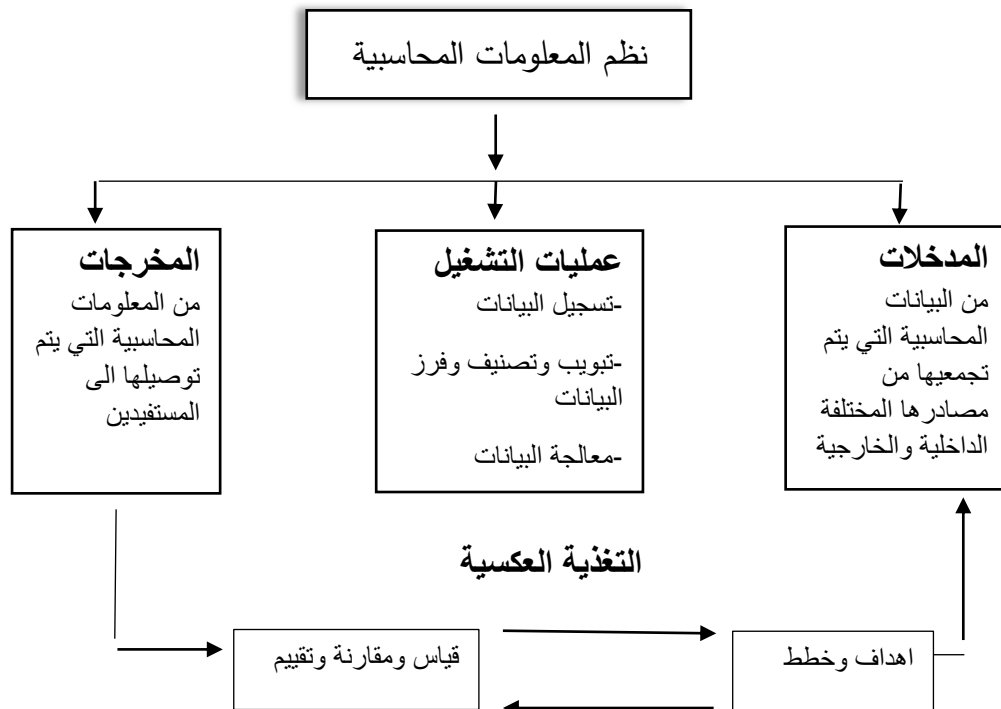 نظم المعلومات المحاسبية
المدخلات
من البيانات
المحاسبية التي يتم
تجمعيها من
مصادرها المختلفة
الداخلية والخارجية
عمليات التشغيل
-تسجيل البيانات
-تبويب وتصنيف وفرز
البيانات
-معالجة البيانات
المخرجات
من المعلومات
المحاسبية التي يتم
توصيلها الى
المستفيدين
التغذية العكسية
اهداف وخطط
قياس ومقارنة وتقييم